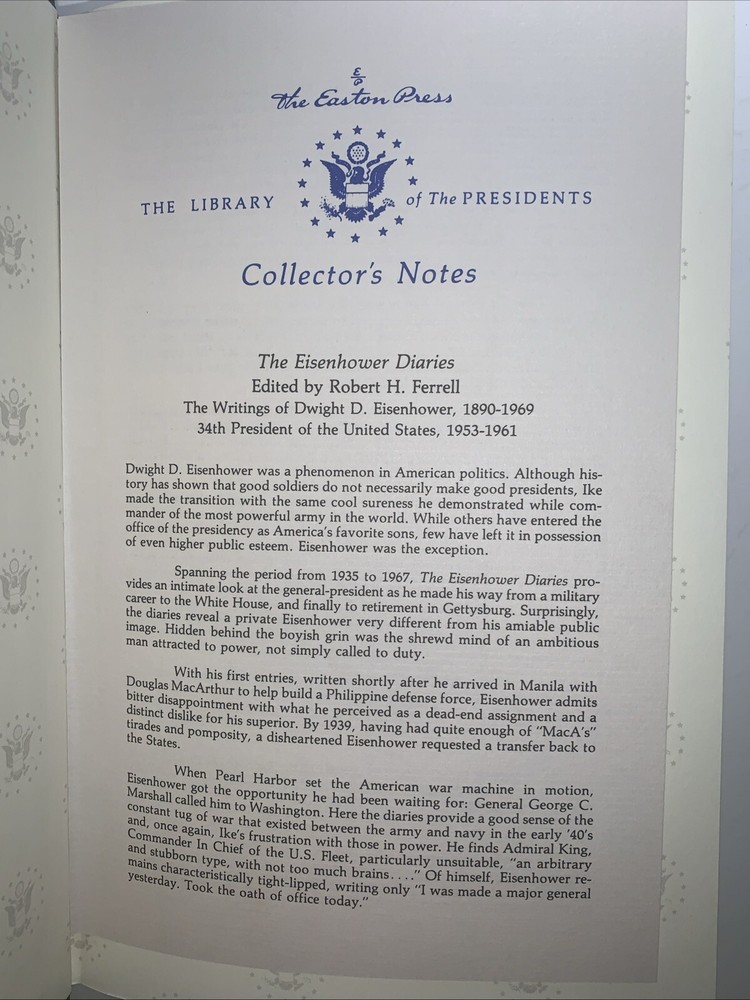 E
P
The Easton Press
THE LIBRARY of The PRESIDENTS
Collector's Notes
The Eisenhower Diaries
Edited by Robert H. Ferrell
The Writings of Dwight D. Eisenhower, 1890-1969
34th President of the United States, 1953-1961
Dwight D. Eisenhower was a phenomenon in American politics. Although his-
tory has shown that good soldiers do not necessarily make good presidents, Ike
made the transition with the same cool sureness he demonstrated while com-
mander of the most powerful army in the world. While others have entered the
office of the presidency as America's favorite sons, few have left it in possession
of even higher public esteem. Eisenhower was the exception.
Spanning the period from 1935 to 1967, The Eisenhower Diaries pro-
vides an intimate look at the general-president as he made his way from a military
career to the White House, and finally to retirement in Gettysburg. Surprisingly,
the diaries reveal a private Eisenhower very different from his amiable public
image. Hidden behind the boyish grin was the shrewd mind of an ambitious
man attracted to power, not simply called to duty.
With his first entries, written shortly after he arrived in Manila with
Douglas MacArthur to help build a Philippine defense force, Eisenhower admits
bitter disappointment with what he perceived as a dead-end assignment and a
distinct dislike for his superior. By 1939, having had quite enough of "MacA's"
tirades and pomposity, a disheartened Eisenhower requested a transfer back to
the States.
When Pearl Harbor set the American war machine in motion,
Eisenhower got the opportunity he had been waiting for: General George C.
Marshall called him to Washington. Here the diaries provide a good sense of the
constant tug of war that existed between the army and navy in the early '40's
and, once again, Ike's frustration with those in power. He finds Admiral King,
Commander In Chief of the U.S. Fleet, particularly unsuitable, "an arbitrary
and stubborn type, with not too much brains...." Of himself, Eisenhower re-
mains characteristically tight-lipped, writing only "I was made a major general
yesterday. Took the oath of office today."